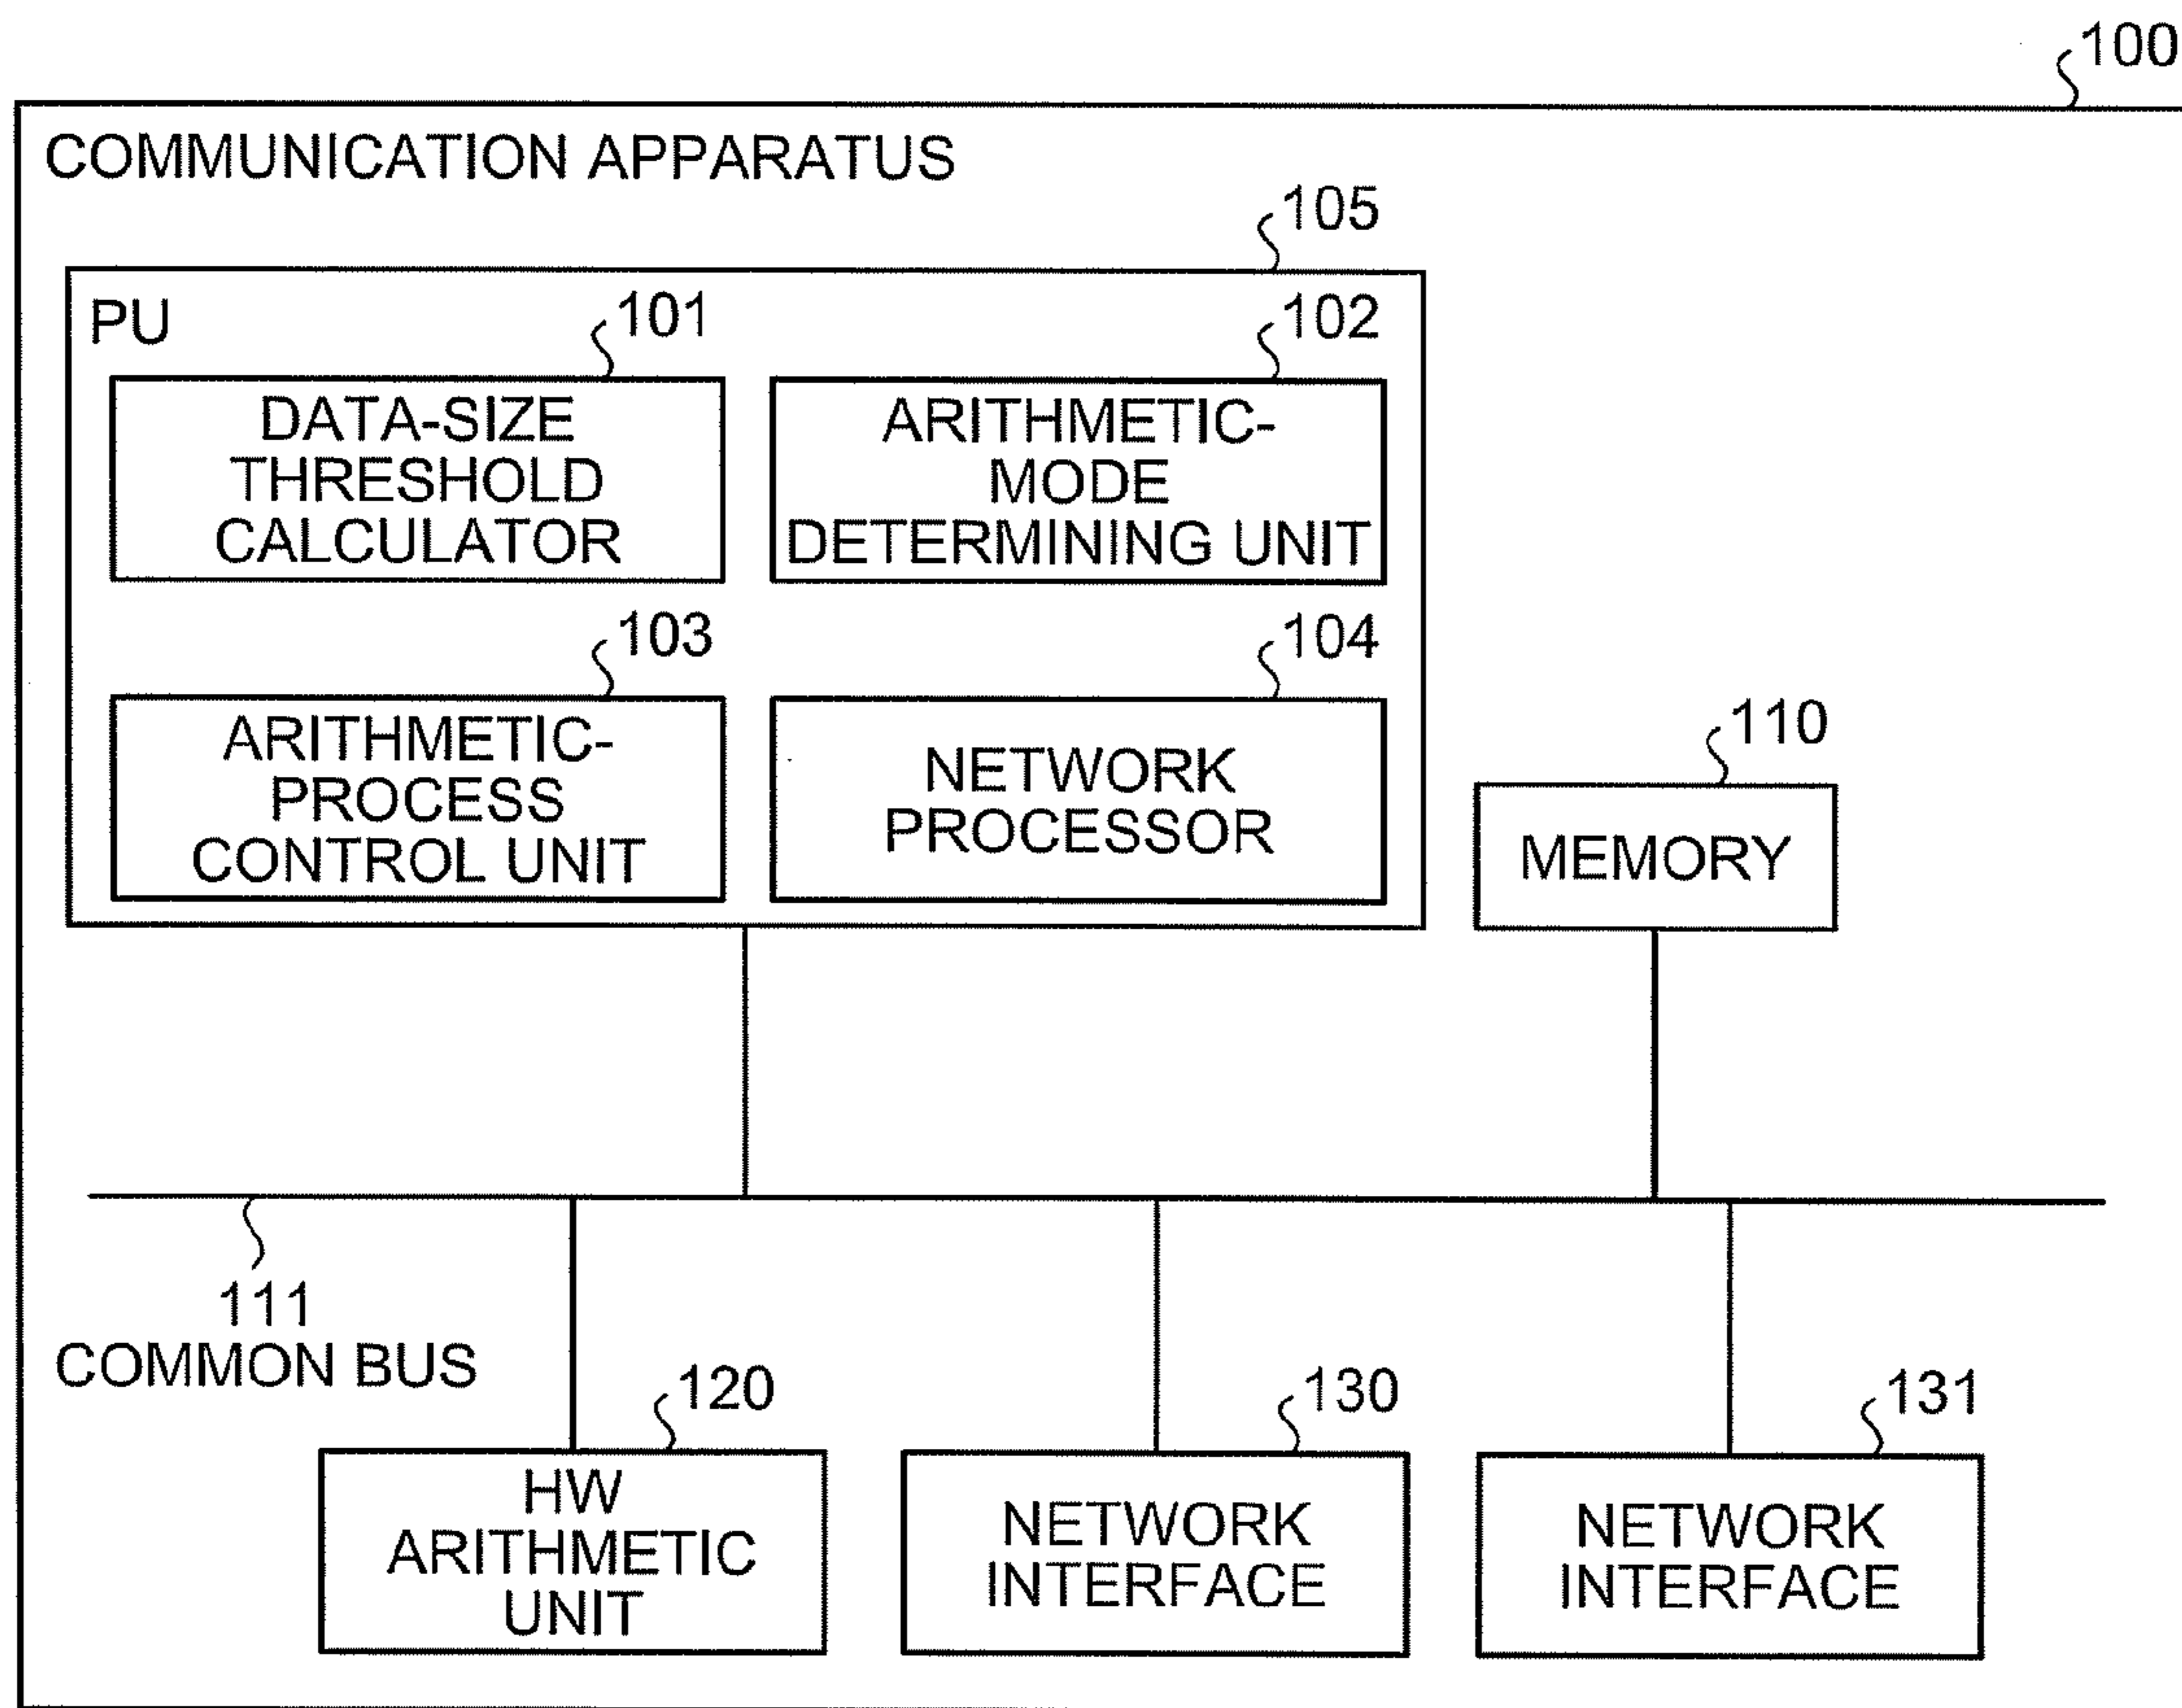 100
COMMUNICATION APPARATUS
105
PU
101
102
DATA-SIZE
THRESHOLD
CALCULATOR
ARITHMETIC-
MODE
DETERMINING UNIT
103
104
ARITHMETIC-
PROCESS
CONTROL UNIT
NETWORK
PROCESSOR
110
MEMORY
111
COMMON BUS
120
130
131
HW
ARITHMETIC
UNIT
NETWORK
INTERFACE
NETWORK
INTERFACE